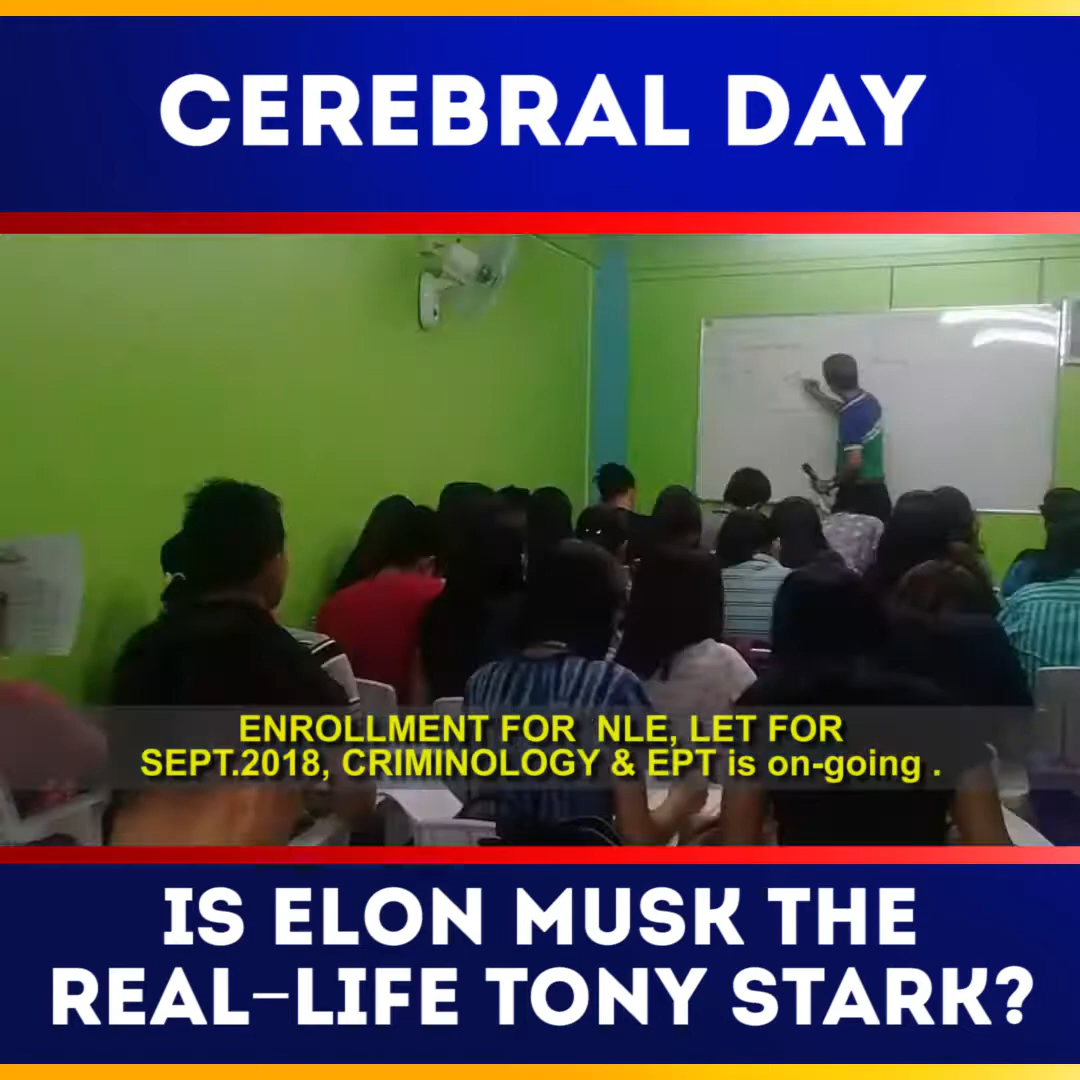 CEREBRAL DAY
ENROLLMENT FOR NLE, LET FOR
SEPT.2018, CRIMINOLOGY & EPT is on-going .
IS ELON MUSK THE
REAL-LIFE TONY STARK?